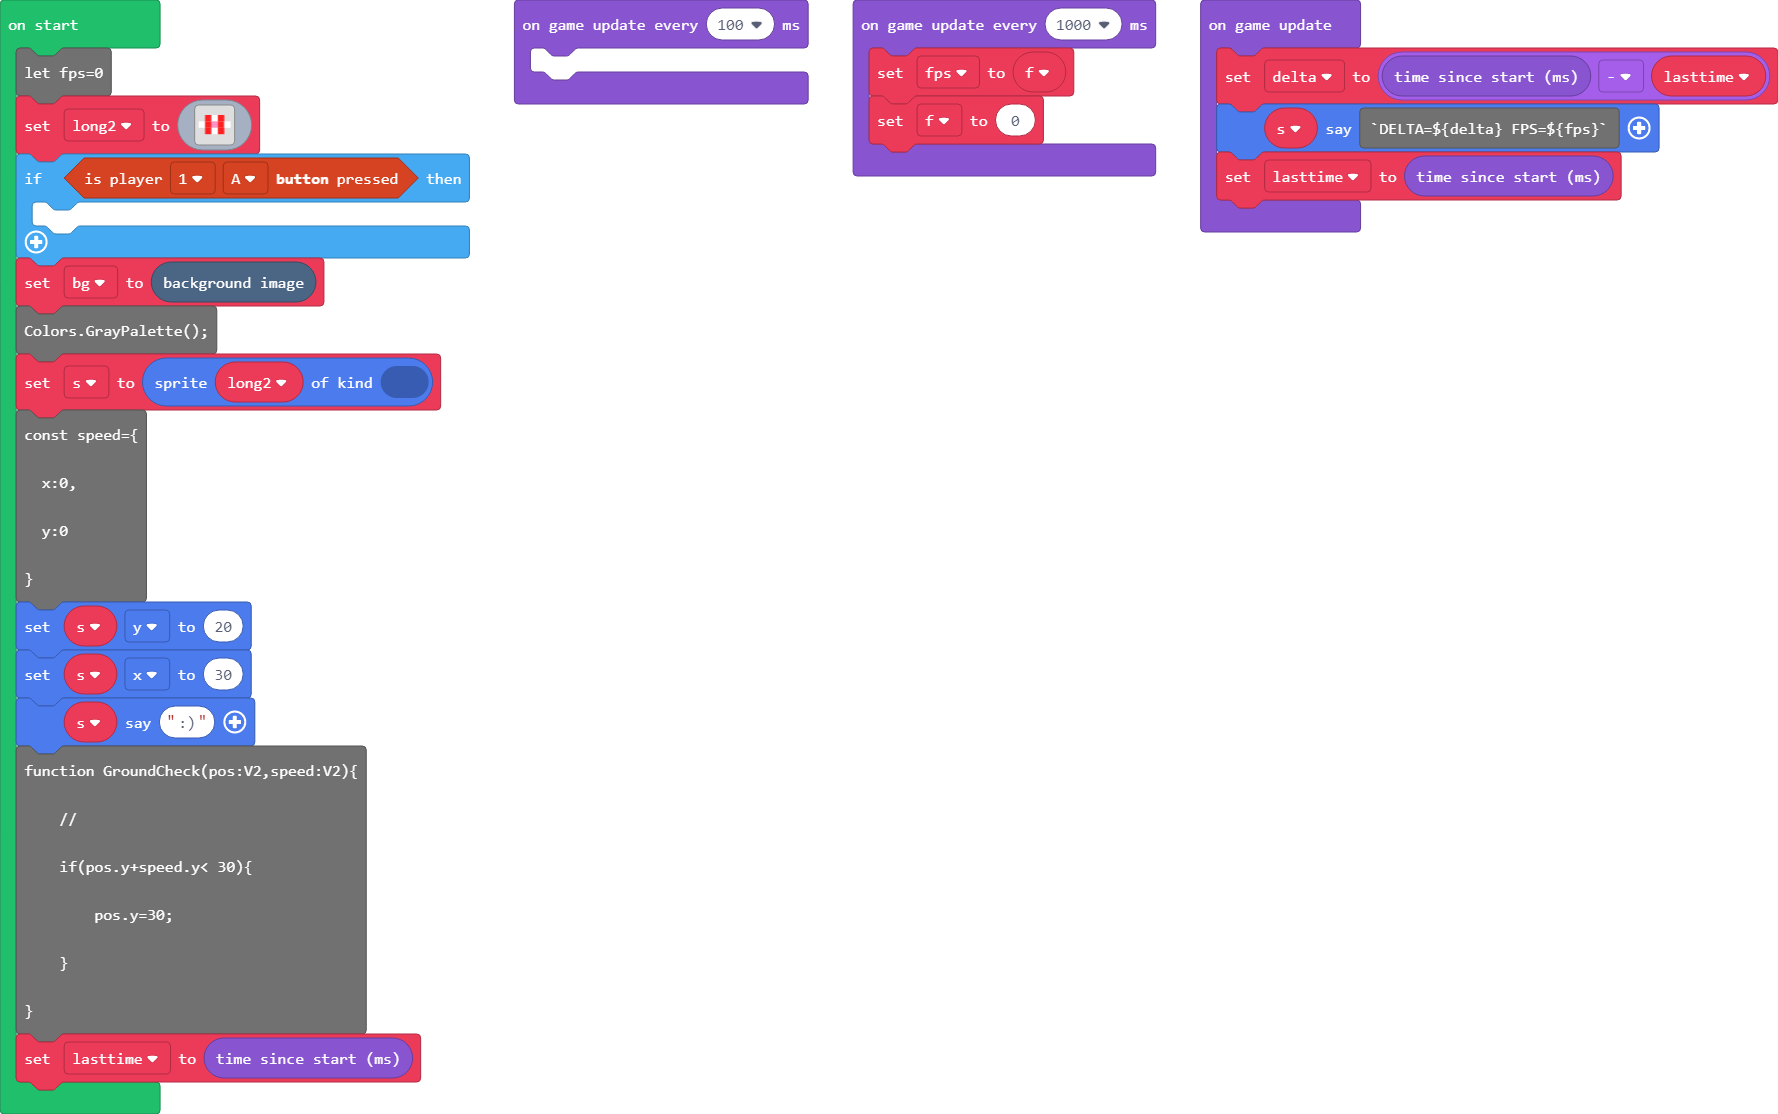 on start
let fps=0
set long2 to
if is player 1 A button pressed then
set bg to background image
Colors.GrayPalette();
set s to sprite long2 of kind
const speed={
x:0,
y:0
}
set s y to 20
set s x to 30
s say ":)"
function GroundCheck(pos:V2,speed:V2){
//
if(pos.y+speed.y< 30){
pos.y=30;
}
}
set lasttime to time since start (ms)
on game update every 100 ms
on game update every 1000 ms
set fps to f
set f to 0
on game update
set delta to time since start (ms) - lasttime
s say `DELTA=${delta} FPS=${fps}`
set lasttime to time since start (ms)